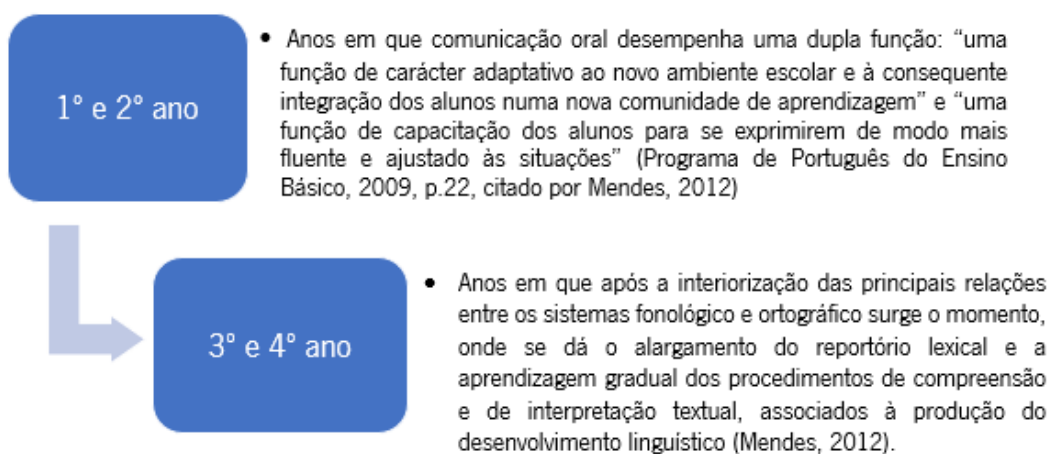 1° e 2° ano
• Anos em que comunicação oral desempenha uma dupla função: “uma
função de carácter adaptativo ao novo ambiente escolar e à consequente
integração dos alunos numa nova comunidade de aprendizagem” e “uma
função de capacitação dos alunos para se exprimirem de modo mais
fluente e ajustado às situações” (Programa de Português do Ensino
Básico, 2009, p.22, citado por Mendes, 2012)
3° e 4° ano
• Anos em que após a interiorização das principais relações
entre os sistemas fonológico e ortográfico surge o momento,
onde se dá o alargamento do reportório lexical e a
aprendizagem gradual dos procedimentos de compreensão
e de interpretação textual, associados à produção do
desenvolvimento linguístico (Mendes, 2012).